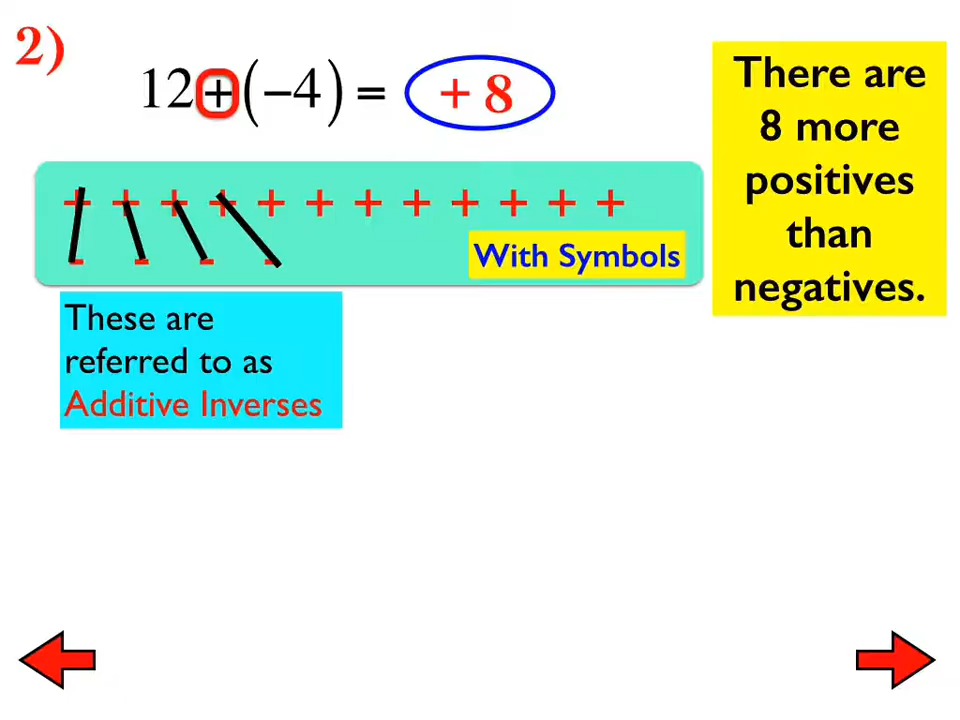 2)
12+(−4) = + 8
+ + + + + + + + + + + +
- - - -
With Symbols
There are
8 more
positives
than
negatives.
These are
referred to as
Additive Inverses